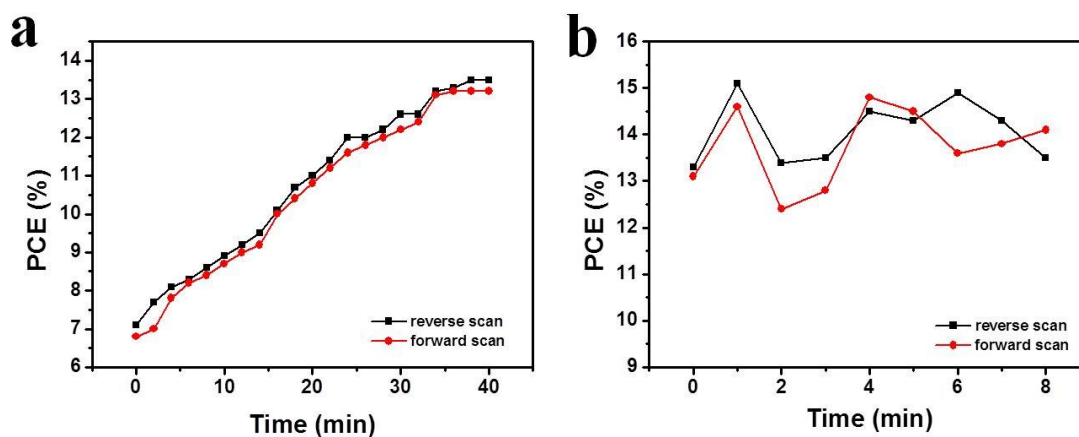 a
14
13
12
11
10
9
8
7
6
PCE (%)
reverse scan
forward scan
0 10 20 30 40
Time (min)
b
16
15
14
13
12
11
10
9
PCE (%)
reverse scan
forward scan
0 2 4 6 8
Time (min)